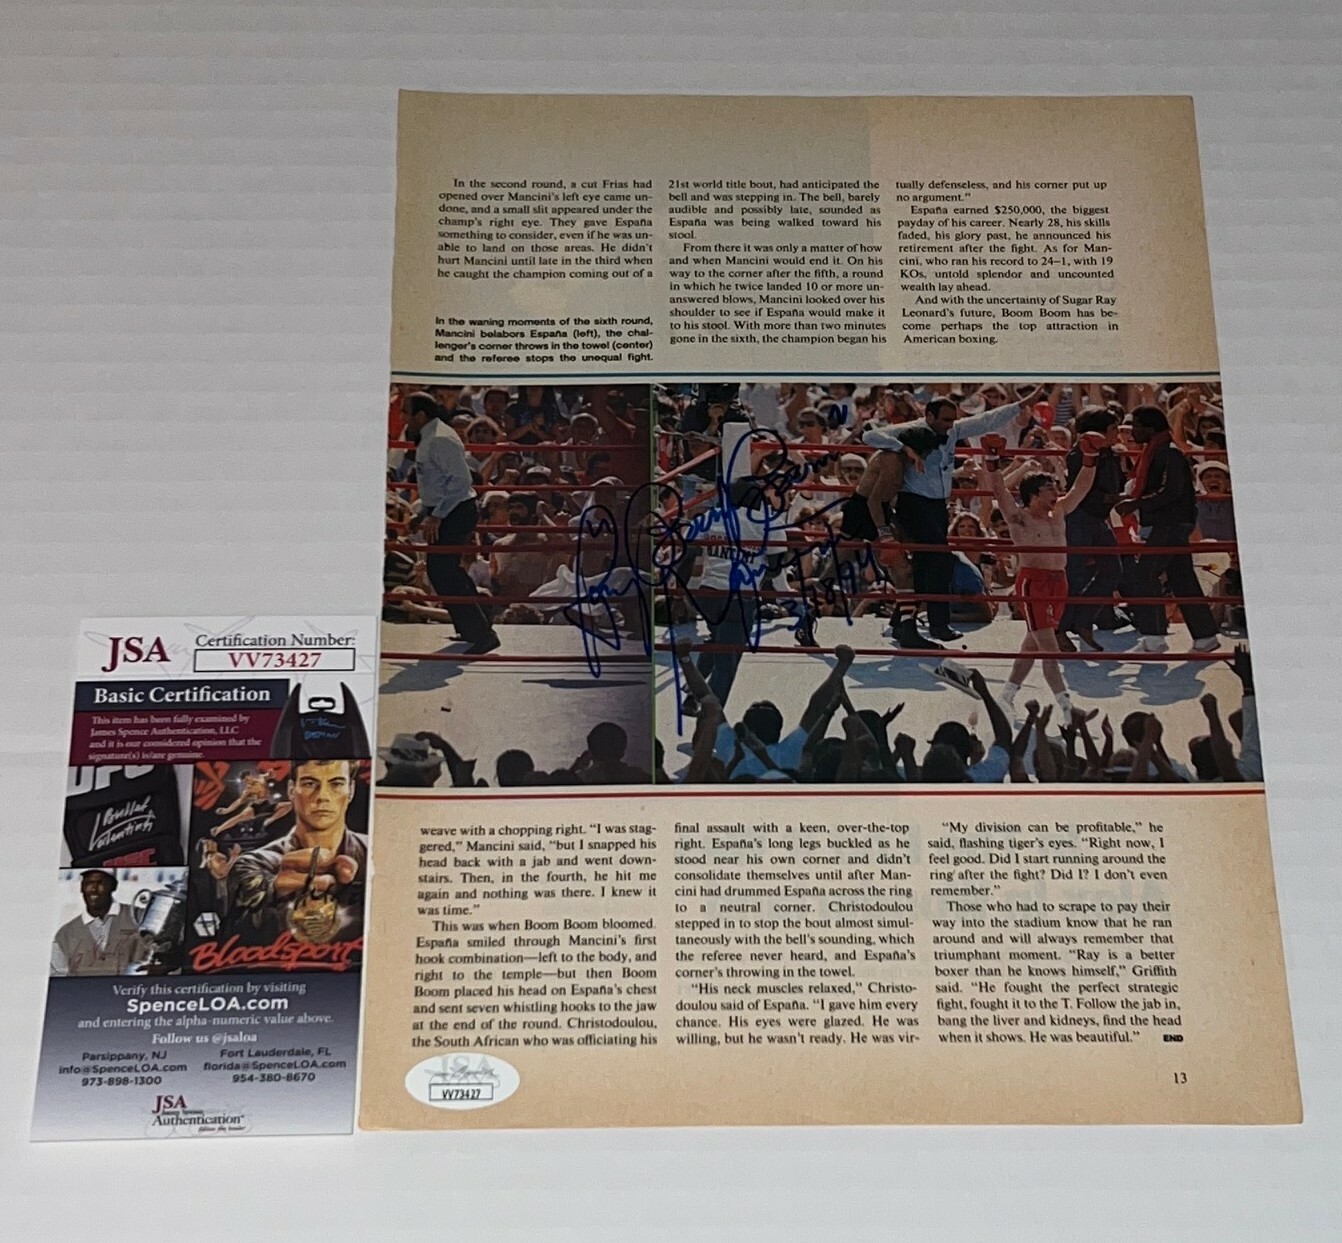 In the second round, a cut Frias had
opened over Mancini's left eye came un-
done, and a small slit appeared under the
champ's right eye. They gave España
something to consider, even if he was un-
able to land on those areas. He didn't
hurt Mancini until late in the third when
he caught the champion coming out of a
In the waning moments of the sixth round,
Mancini belabors España (left), the chal-
lenger's corner throws in the towel (center)
and the referee stops the unequal fight.
21st world title bout, had anticipated the
bell and was stepping in. The bell, barely
audible and possibly late, sounded as
España was being walked toward his
stool.
From there it was only a matter of how
and when Mancini would end it. On his
way to the corner after the fifth, a round
in which he twice landed 10 or more un-
answered blows, Mancini looked over his
shoulder to see if España would make it
to his stool. With more than two minutes
gone in the sixth, the champion began his
tually defenseless, and his corner put up
no argument."
España earned $250,000, the biggest
payday of his career. Nearly 28, his skills
faded, his glory past, he announced his
retirement after the fight. As for Man-
cini, who ran his record to 24–1, with 19
KOs, untold splendor and uncounted
wealth lay ahead.
And with the uncertainty of Sugar Ray
Leonard's future, Boom Boom has be-
come perhaps the top attraction in
American boxing.
Ray Boom Boom
Mancini
3/18/94
MANCINI
weave with a chopping right. "I was stag-
gered," Mancini said, "but I snapped his
head back with a jab and went down-
stairs. Then, in the fourth, he hit me
again and nothing was there. I knew it
was time."
This was when Boom Boom bloomed.
España smiled through Mancini's first
hook combination—left to the body, and
right to the temple—but then Boom
Boom placed his head on España's chest
and sent seven whistling hooks to the jaw
at the end of the round. Christodoulou,
the South African who was officiating his
final assault with a keen, over-the-top
right. España's long legs buckled as he
stood near his own corner and didn't
consolidate themselves until after Man-
cini had drummed España across the ring
to a neutral corner. Christodoulou
stepped in to stop the bout almost simul-
taneously with the bell's sounding, which
the referee never heard, and España's
corner's throwing in the towel.
"His neck muscles relaxed," Christo-
doulou said of España. "I gave him every
chance. His eyes were glazed. He was
willing, but he wasn't ready. He was vir-
"My division can be profitable," he
said, flashing tiger's eyes. "Right now, I
feel good. Did I start running around the
ring after the fight? Did I? I don't even
remember."
Those who had to scrape to pay their
way into the stadium know that he ran
around and will always remember that
triumphant moment. "Ray is a better
boxer than he knows himself," Griffith
said. "He fought the perfect strategic
fight, fought it to the T. Follow the jab in,
bang the liver and kidneys, find the head
when it shows. He was beautiful." END
13
JSA
VV73427
JSA
Certification Number:
VV73427
Basic Certification
This item has been fully examined by
James Spence Authentication, LLC
and it is our considered opinion that the
signature(s) is/are genuine.
UFC
Bloodsport
Verify this certification by visiting
SpenceLOA.com
and entering the alpha-numeric value above.
Follow us @jsaloa
Parsippany, NJ
info@SpenceLOA.com
973-898-1300
Fort Lauderdale, FL
florida@SpenceLOA.com
954-380-8670
JSA
James Spence
Authentication